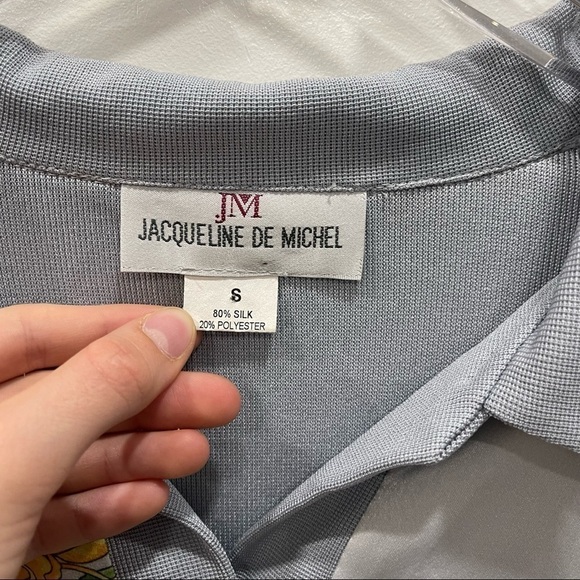 JM
JACQUELINE DE MICHEL
S
80% SILK
20% POLYESTER